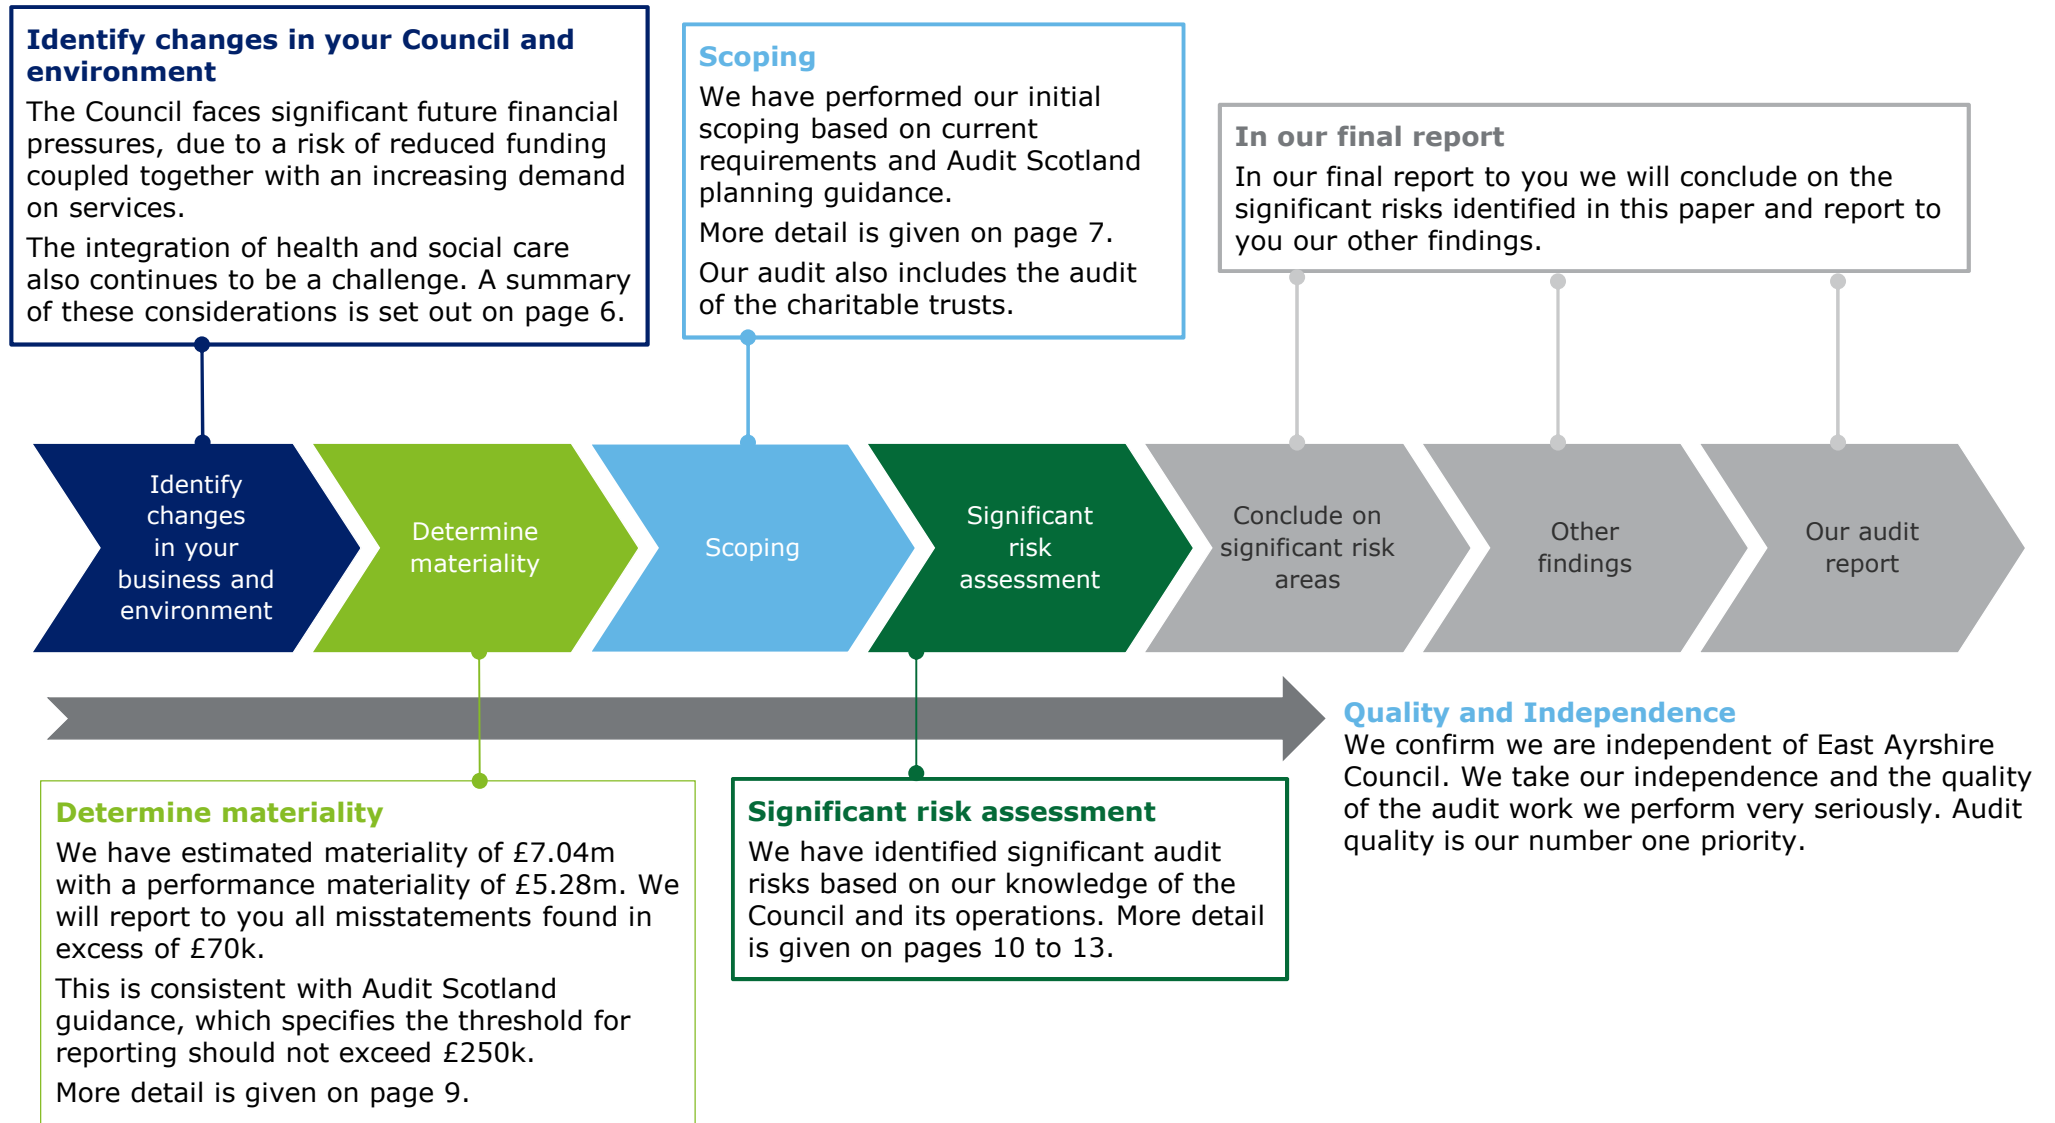 Identify changes in your Council and
environment
The Council faces significant future financial
pressures, due to a risk of reduced funding
coupled together with an increasing demand
on services.
The integration of health and social care
also continues to be a challenge. A summary
of these considerations is set out on page 6.
Scoping
We have performed our initial
scoping based on current
requirements and Audit Scotland
planning guidance.
More detail is given on page 7.
Our audit also includes the audit
of the charitable trusts.
In our final report
In our final report to you we will conclude on the
significant risks identified in this paper and report to
you our other findings.
Identify
changes
in your
business and
environment
Determine
materiality
Scoping
Significant
risk
assessment
Conclude on
significant risk
areas
Other
findings
Our audit
report
Determine materiality
We have estimated materiality of £7.04m
with a performance materiality of £5.28m. We
will report to you all misstatements found in
excess of £70k.
This is consistent with Audit Scotland
guidance, which specifies the threshold for
reporting should not exceed £250k.
More detail is given on page 9.
Significant risk assessment
We have identified significant audit
risks based on our knowledge of the
Council and its operations. More detail
is given on pages 10 to 13.
Quality and Independence
We confirm we are independent of East Ayrshire
Council. We take our independence and the quality
of the audit work we perform very seriously. Audit
quality is our number one priority.